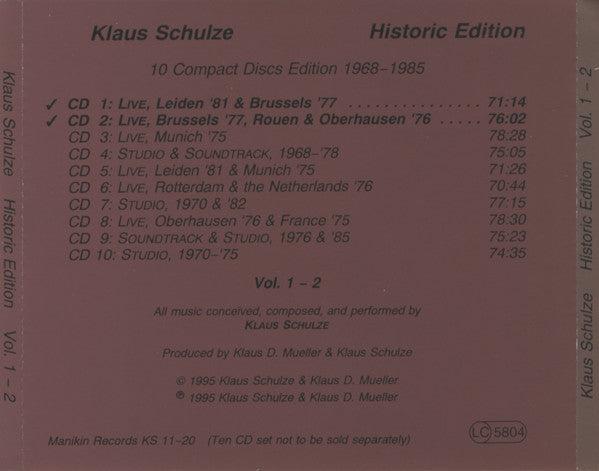 Klaus Schulze Historic Edition
10 Compact Discs Edition 1968–1985
✓ CD 1: LIVE, Leiden '81 & Brussels '77 . . . . . . . . . . . . . . . 71:14
✓ CD 2: LIVE, Brussels '77, Rouen & Oberhausen '76 . . . . . 76:02
CD 3: LIVE, Munich '75 78:28
CD 4: STUDIO & SOUNDTRACK, 1968–'78 75:05
CD 5: LIVE, Leiden '81 & Munich '75 71:26
CD 6: LIVE, Rotterdam & the Netherlands '76 70:44
CD 7: STUDIO, 1970 & '82 77:15
CD 8: LIVE, Oberhausen '76 & France '75 78:30
CD 9: SOUNDTRACK & STUDIO, 1976 & '85 75:23
CD 10: STUDIO, 1970–'75 74:35
Vol. 1 – 2
All music conceived, composed, and performed by
KLAUS SCHULZE
Produced by Klaus D. Mueller & Klaus Schulze
© 1995 Klaus Schulze & Klaus D. Mueller
℗ 1995 Klaus Schulze & Klaus D. Mueller
Manikin Records KS 11–20 (Ten CD set not to be sold separately)
LC 5804
Klaus Schulze Historic Edition Vol. 1 – 2
Klaus Schulze Historic Edition Vol. 1 – 2